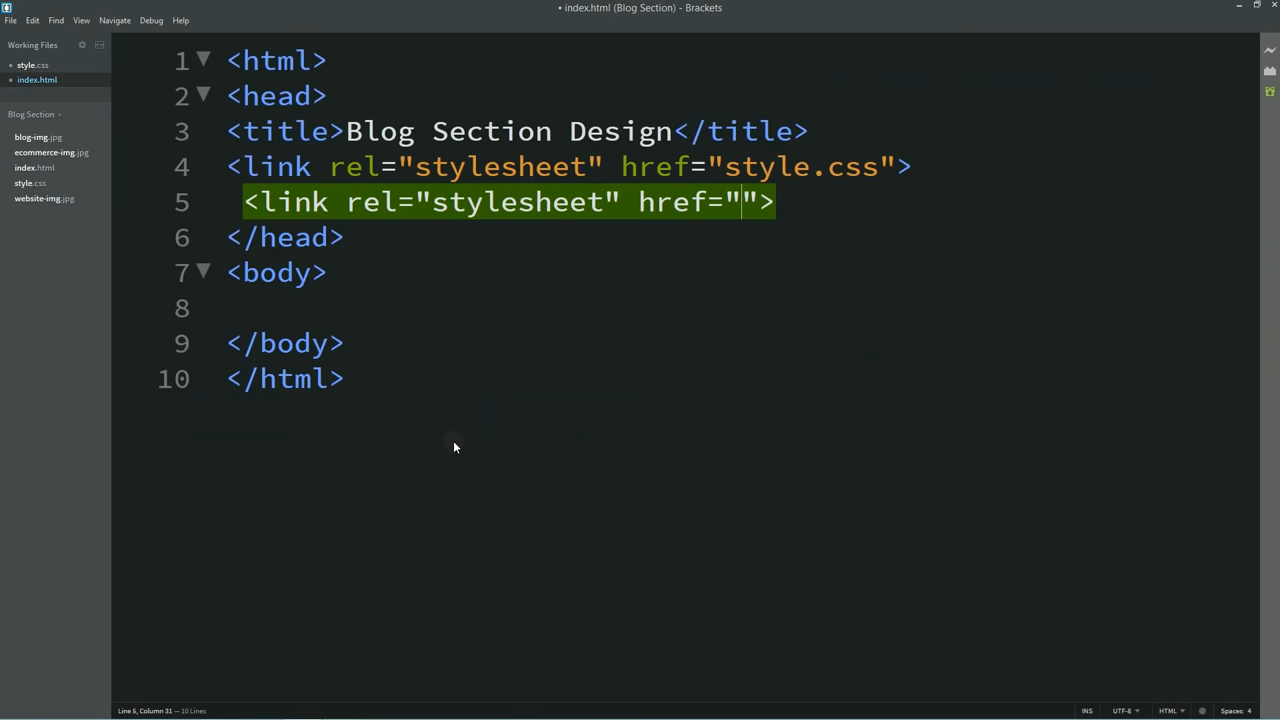 • index.html (Blog Section) - Brackets
File Edit Find View Navigate Debug Help
Working Files
style.css
index.html
Blog Section
blog-img.jpg
ecommerce-img.jpg
index.html
style.css
website-img.jpg
1 <html>
2 <head>
3 <title>Blog Section Design</title>
4 <link rel="stylesheet" href="style.css">
5 <link rel="stylesheet" href="">
6 </head>
7 <body>
8
9 </body>
10 </html>
Line 5, Column 31 — 10 Lines
INS UTF-8 HTML Spaces: 4